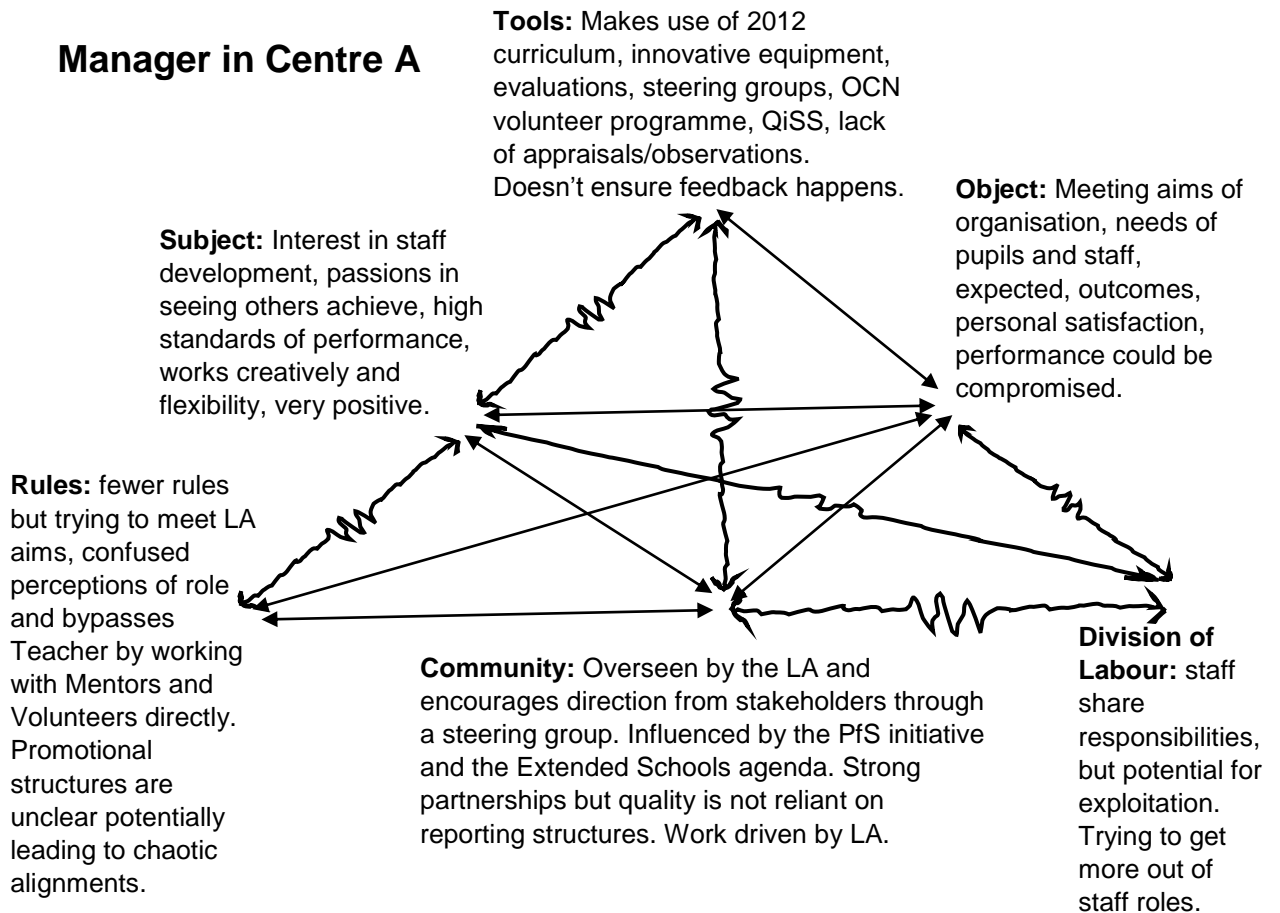 Manager in Centre A
Tools: Makes use of 2012
curriculum, innovative equipment,
evaluations, steering groups, OCN
volunteer programme, QiSS, lack
of appraisals/observations.
Doesn’t ensure feedback happens.
Object: Meeting aims of
organisation, needs of
pupils and staff,
expected, outcomes,
personal satisfaction,
performance could be
compromised.
Subject: Interest in staff
development, passions in
seeing others achieve, high
standards of performance,
works creatively and
flexibility, very positive.
Rules: fewer rules
but trying to meet LA
aims, confused
perceptions of role
and bypasses
Teacher by working
with Mentors and
Volunteers directly.
Promotional
structures are
unclear potentially
leading to chaotic
alignments.
Community: Overseen by the LA and
encourages direction from stakeholders through
a steering group. Influenced by the PfS initiative
and the Extended Schools agenda. Strong
partnerships but quality is not reliant on
reporting structures. Work driven by LA.
Division of
Labour: staff
share
responsibilities,
but potential for
exploitation.
Trying to get
more out of
staff roles.